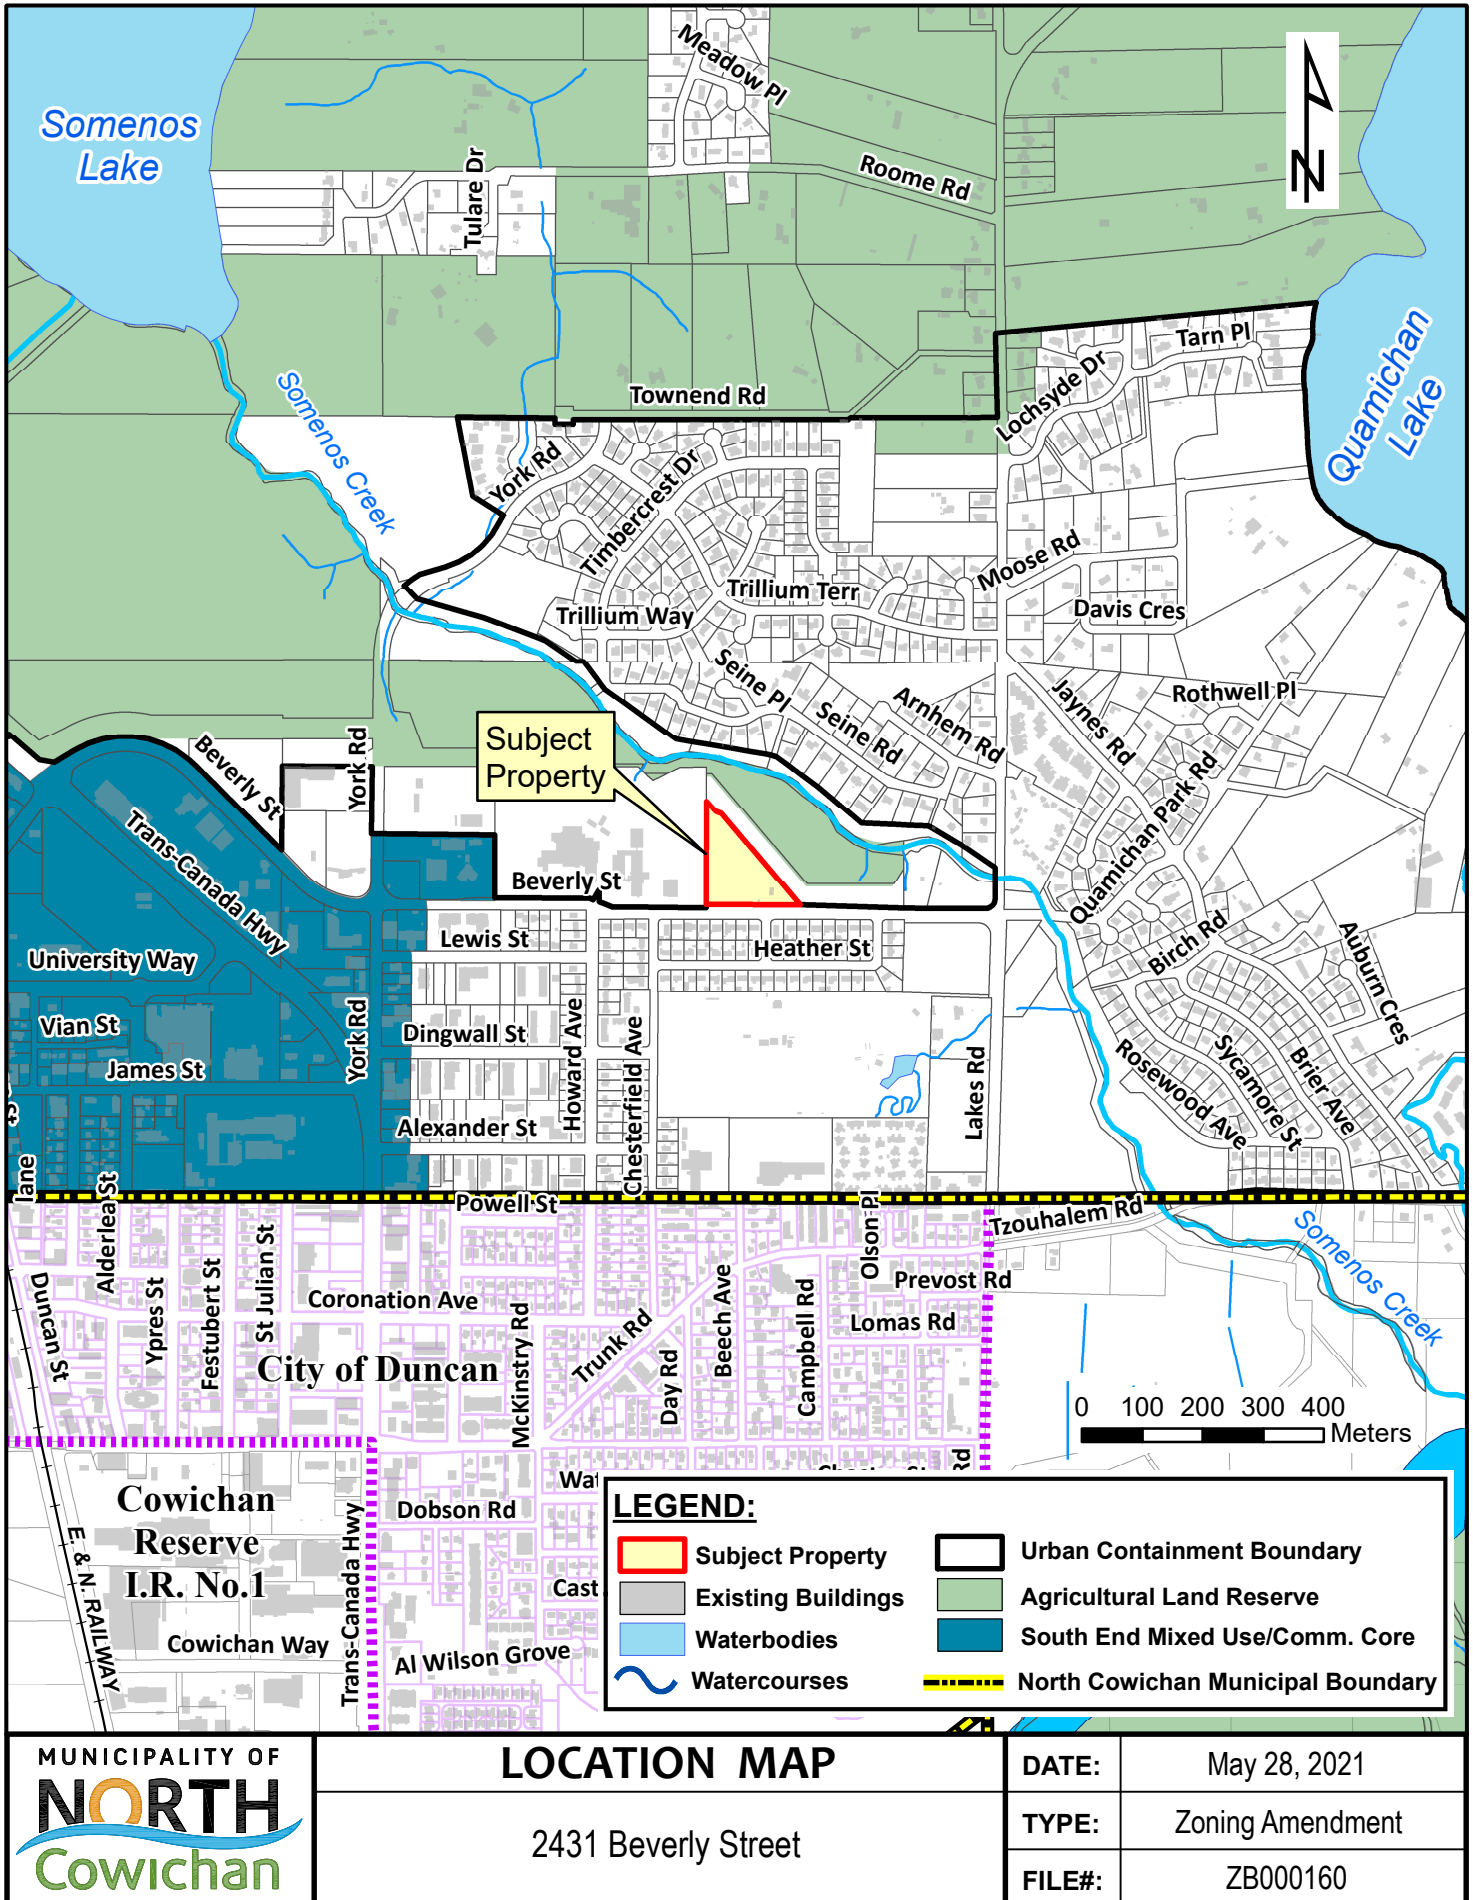 Meadow Pl
Somenos
Lake
Roome Rd
N
Tulare Dr
Tarn Pl
Quamichan
Lake
Lochsyde Dr
Townend Rd
Somenos Creek
York Rd
Timbercrest Dr
Moose Rd
Trillium Terr
Davis Cres
Trillium Way
Seine Pl
Seine Rd
Arnhem Rd
Jaynes Rd
Rothwell Pl
Subject
Property
Beverly St
York Rd
Trans-Canada Hwy
Quamichan Park Rd
Beverly St
Lewis St
Heather St
Birch Rd
Auburn Cres
University Way
Vian St
York Rd
Dingwall St
Howard Ave
Chesterfield Ave
James St
Lakes Rd
Rosewood Ave
Sycamore St
Brier Ave
Alexander St
lane
Alderlea St
Powell St
Olson Pl
Tzouhalem Rd
Somenos Creek
Duncan St
Ypres St
Festubert St
St Julian St
Coronation Ave
McKinstry Rd
Trunk Rd
Beech Ave
Campbell Rd
Prevost Rd
Lomas Rd
City of Duncan
Day Rd
0 100 200 300 400
Meters
Wat
Rd
Cowichan
Reserve
I.R. No.1
Trans-Canada Hwy
Dobson Rd
E. & N. RAILWAY
Cast
Cowichan Way
Al Wilson Grove
LEGEND:
Subject Property
Existing Buildings
Waterbodies
Watercourses
Urban Containment Boundary
Agricultural Land Reserve
South End Mixed Use/Comm. Core
North Cowichan Municipal Boundary
MUNICIPALITY OF
NORTH
Cowichan
LOCATION MAP
2431 Beverly Street
DATE: May 28, 2021
TYPE: Zoning Amendment
FILE#: ZB000160